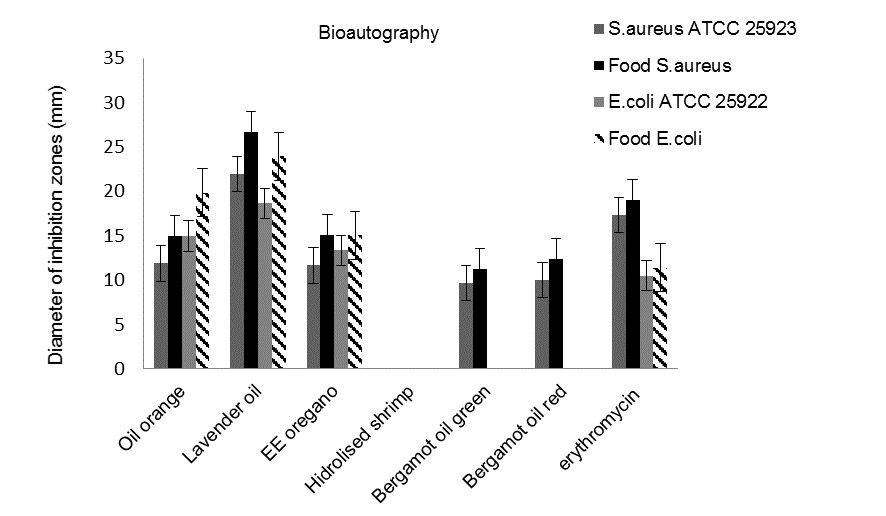 Bioautography
S.aureus ATCC 25923
Food S.aureus
E.coli ATCC 25922
Food E.coli
Diameter of inhibition zones (mm)
35
30
25
20
15
10
5
0
Oil orange
Lavender oil
EE oregano
Hidrolised shrimp
Bergamot oil green
Bergamot oil red
erythromycin